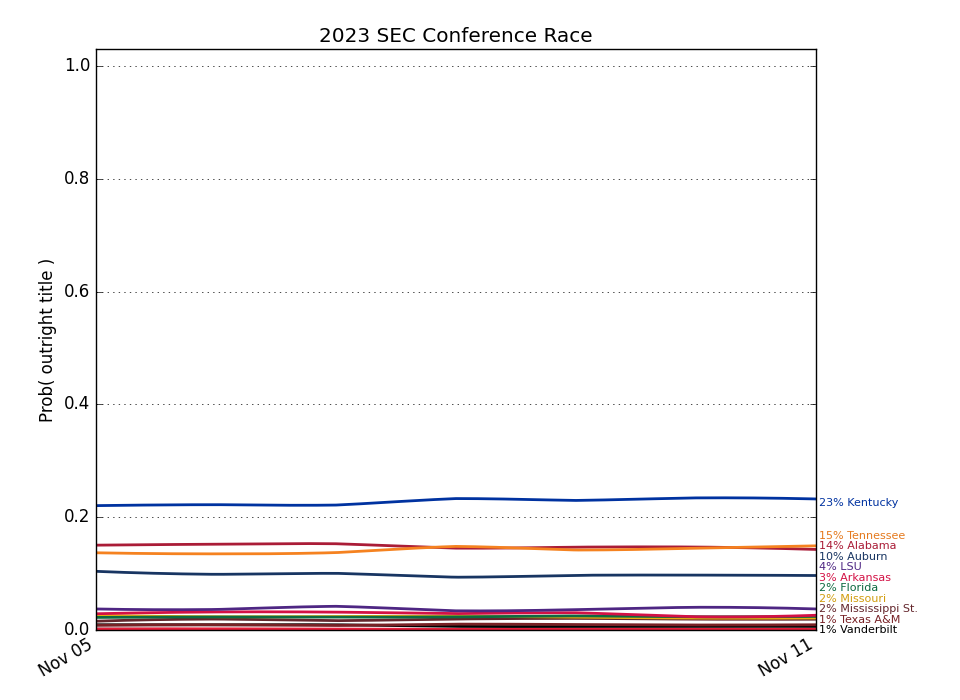 2023 SEC Conference Race
Prob( outright title )
1.0
0.8
0.6
0.4
0.2
0.0
Nov 05
Nov 11
23% Kentucky
15% Tennessee
14% Alabama
10% Auburn
4% LSU
3% Arkansas
2% Florida
2% Missouri
2% Mississippi St.
1% Texas A&M
1% Vanderbilt